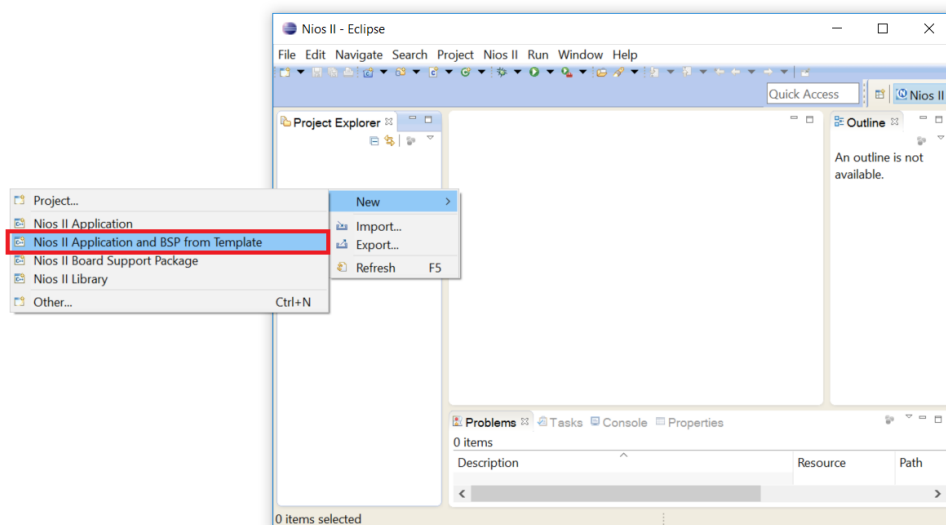 Nios II - Eclipse
File Edit Navigate Search Project Nios II Run Window Help
Quick Access
Nios II
Project Explorer
Outline
An outline is not
available.
Project...
Nios II Application
Nios II Application and BSP from Template
Nios II Board Support Package
Nios II Library
Other... Ctrl+N
New
Import...
Export...
Refresh F5
Problems Tasks Console Properties
0 items
Description Resource Path
0 items selected